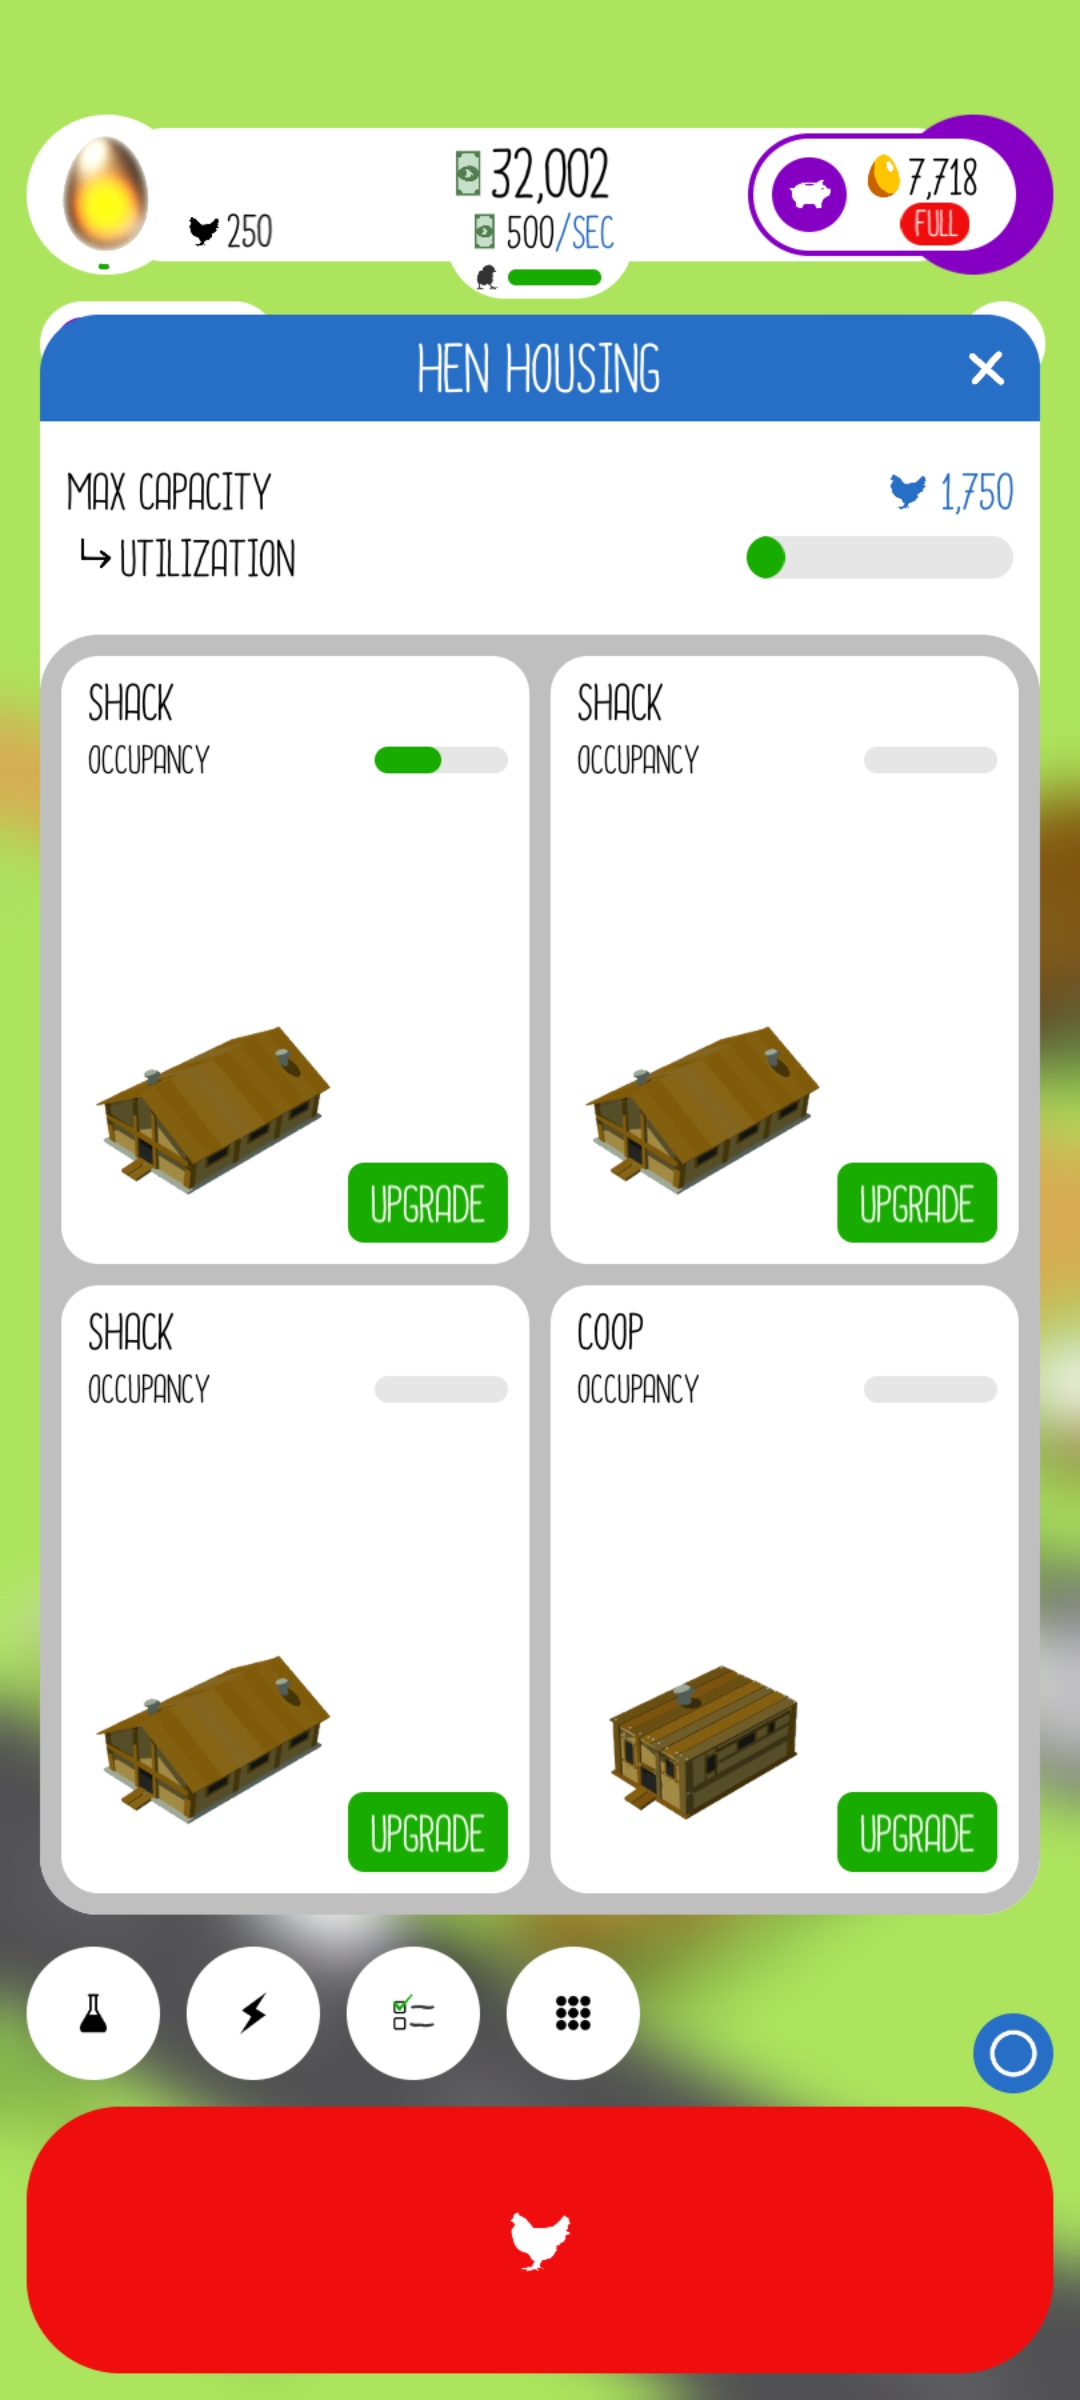 32,002
7,718
250
500/SEC
FULL
HEN HOUSING
MAX CAPACITY
1,750
UTILIZATION
SHACK
OCCUPANCY
UPGRADE
SHACK
OCCUPANCY
UPGRADE
SHACK
OCCUPANCY
UPGRADE
COOP
OCCUPANCY
UPGRADE